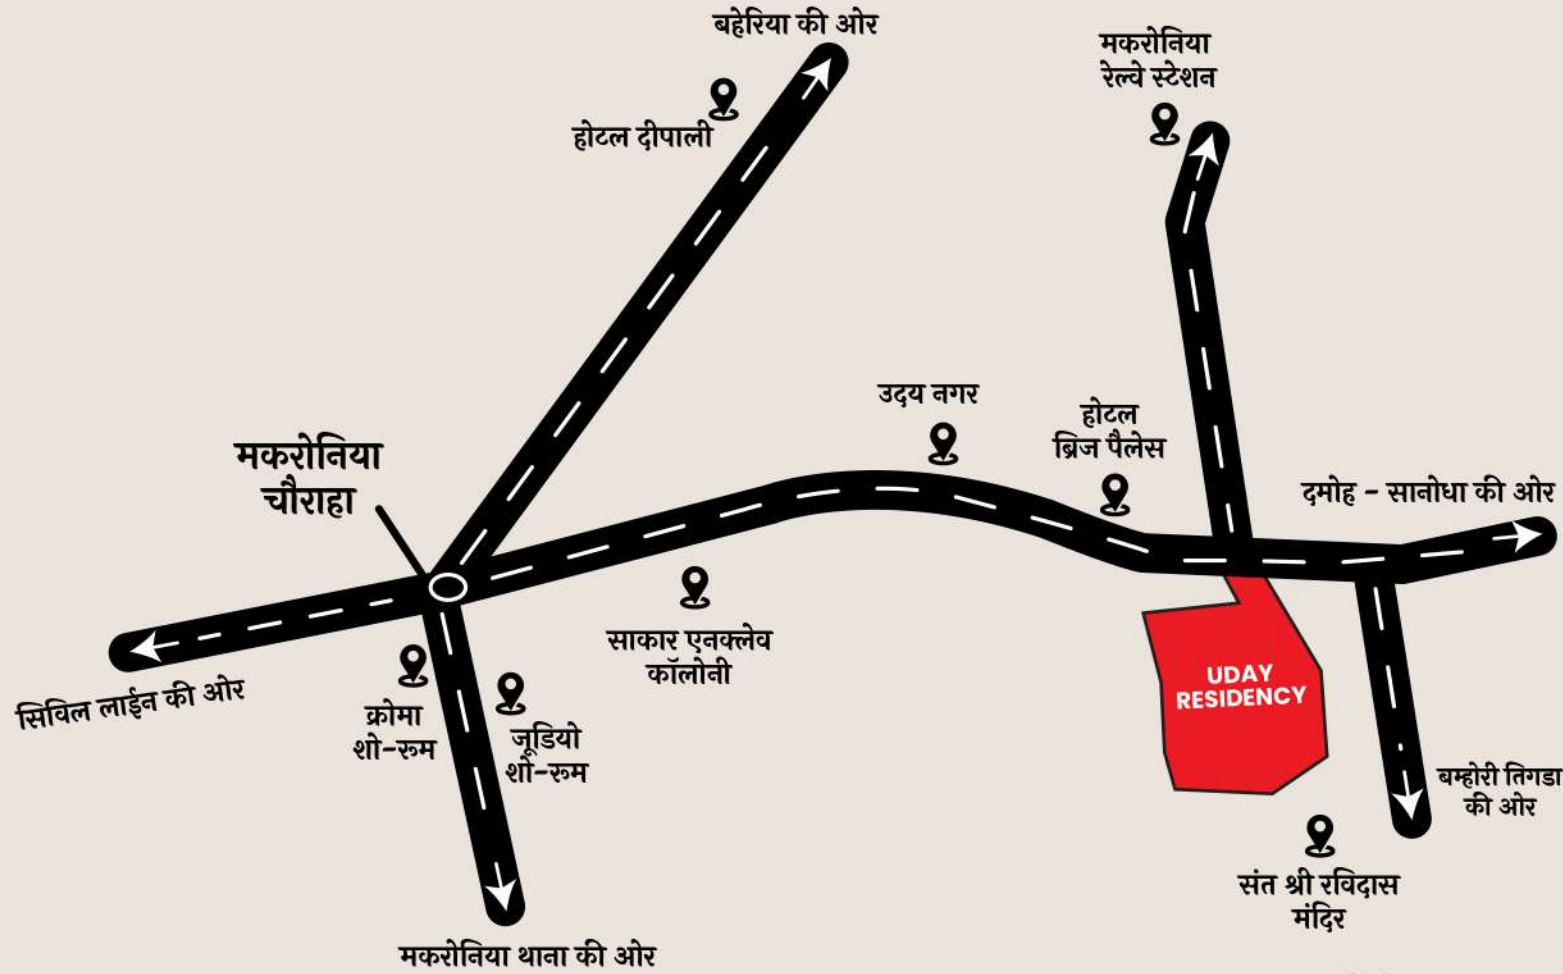 बहेरिया की ओर
मकरोनिया
रेल्वे स्टेशन
होटल दीपाली
उदय नगर
होटल
ब्रिज पैलेस
मकरोनिया
चौराहा
दमोह - सानोधा की ओर
साकार एनक्लेव
कॉलोनी
UDAY
RESIDENCY
सिविल लाईन की ओर
क्रोमा
शो-रूम
जूडियो
शो-रूम
बम्होरी तिगडा
की ओर
संत श्री रविदास
मंदिर
मकरोनिया थाना की ओर